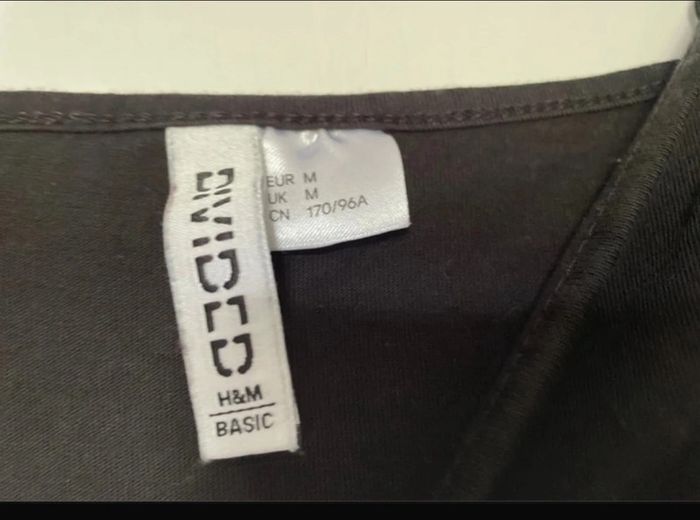 DIVIDED
H&M
BASIC
EUR M
UK M
CN 170/96A